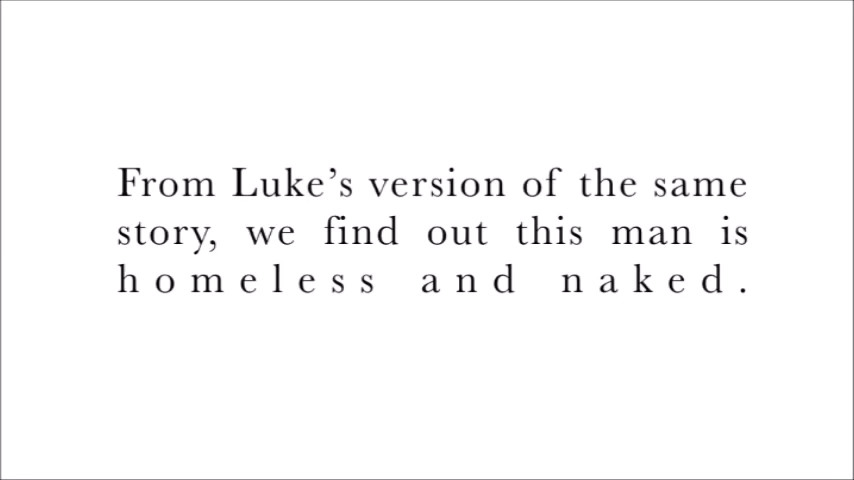 From Luke’s version of the same
story, we find out this man is
homeless and naked.